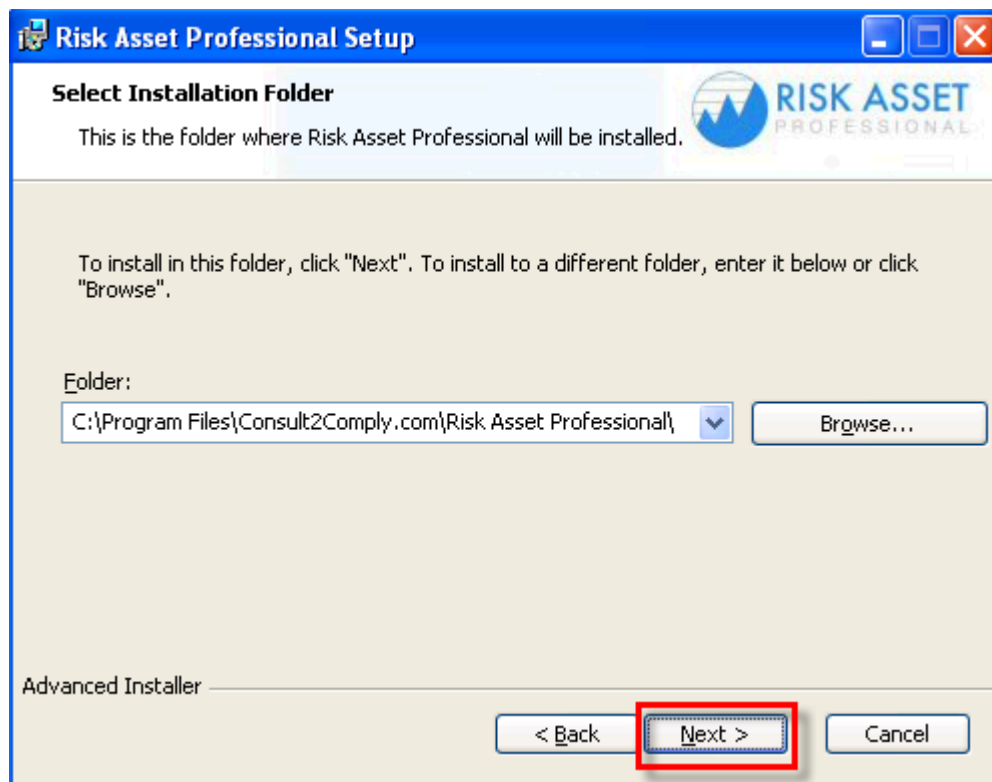 Risk Asset Professional Setup
Select Installation Folder
This is the folder where Risk Asset Professional will be installed.
RISK ASSET
PROFESSIONAL
To install in this folder, click "Next". To install to a different folder, enter it below or click
"Browse".
Folder:
C:\Program Files\Consult2Comply.com\Risk Asset Professional\
Browse...
Advanced Installer
< Back
Next >
Cancel